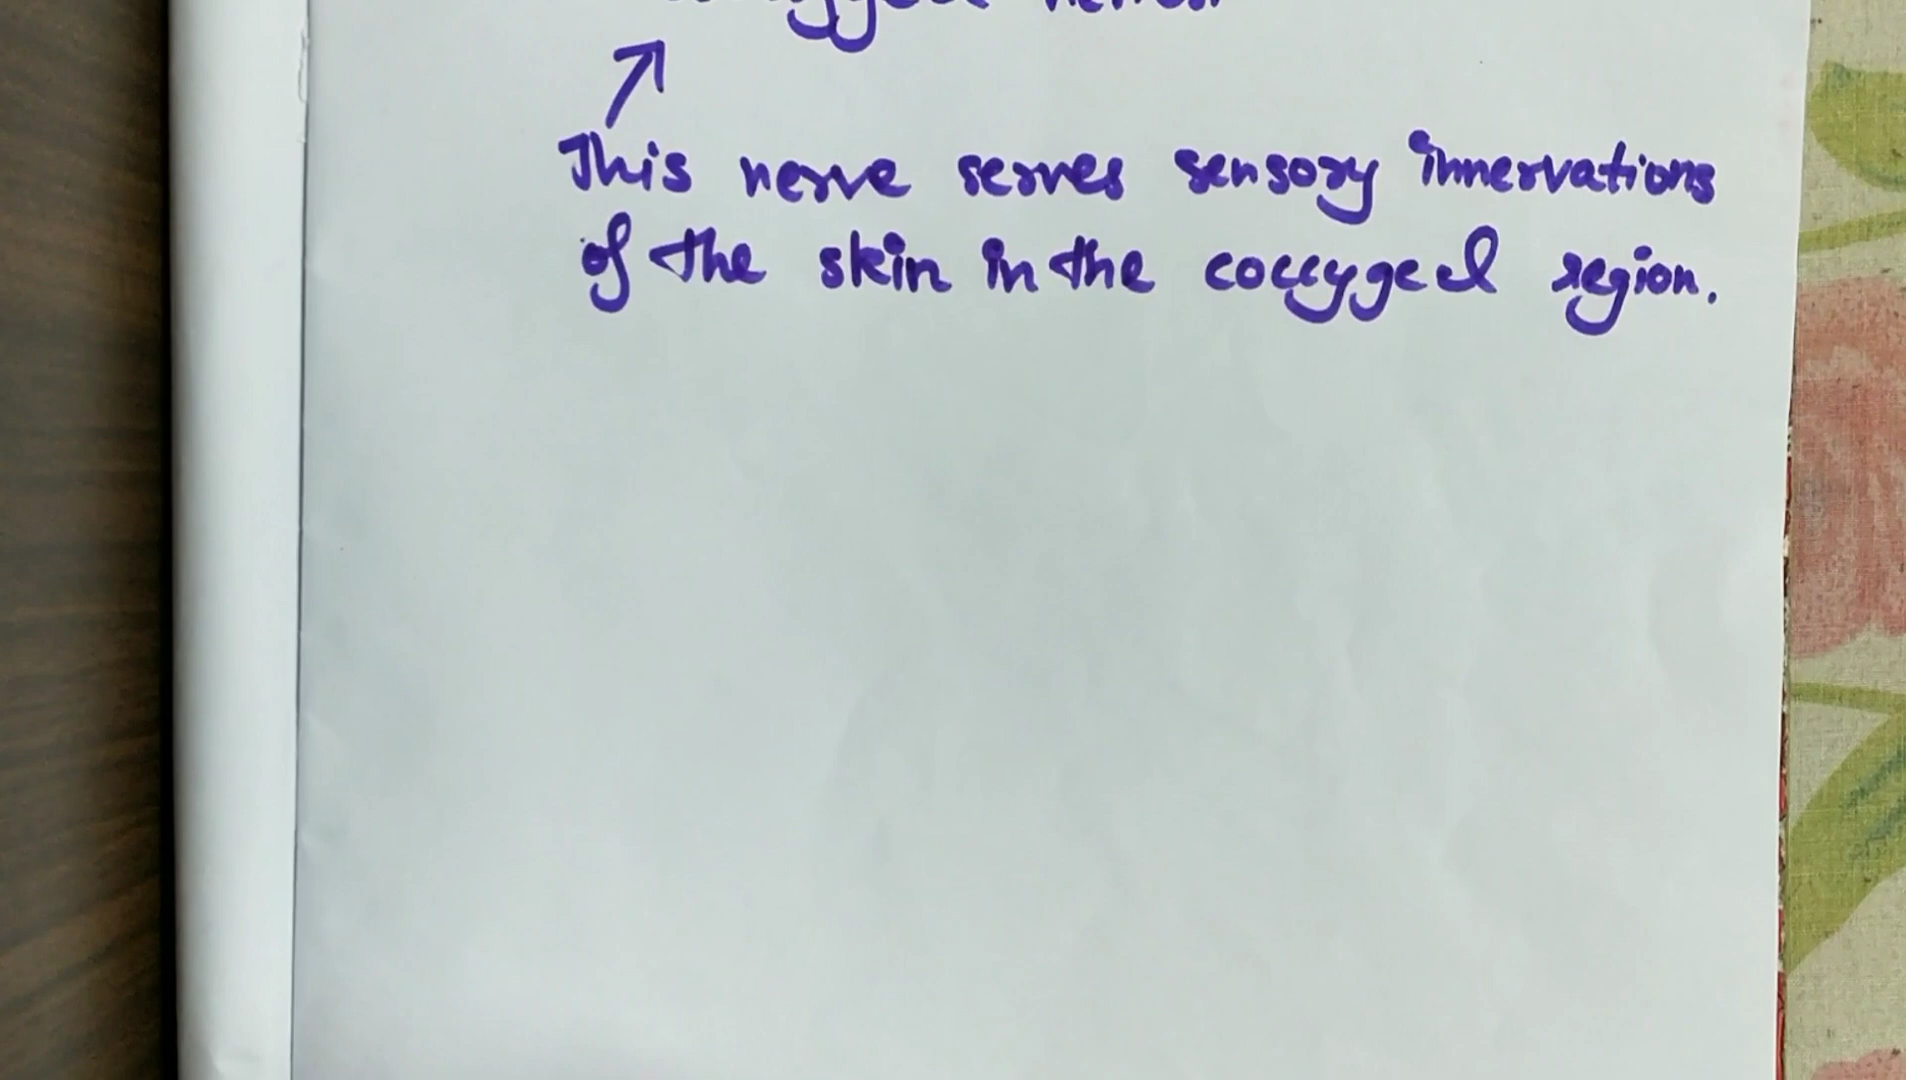 This nerve serves sensory innervations
of the skin in the coccygeal region.